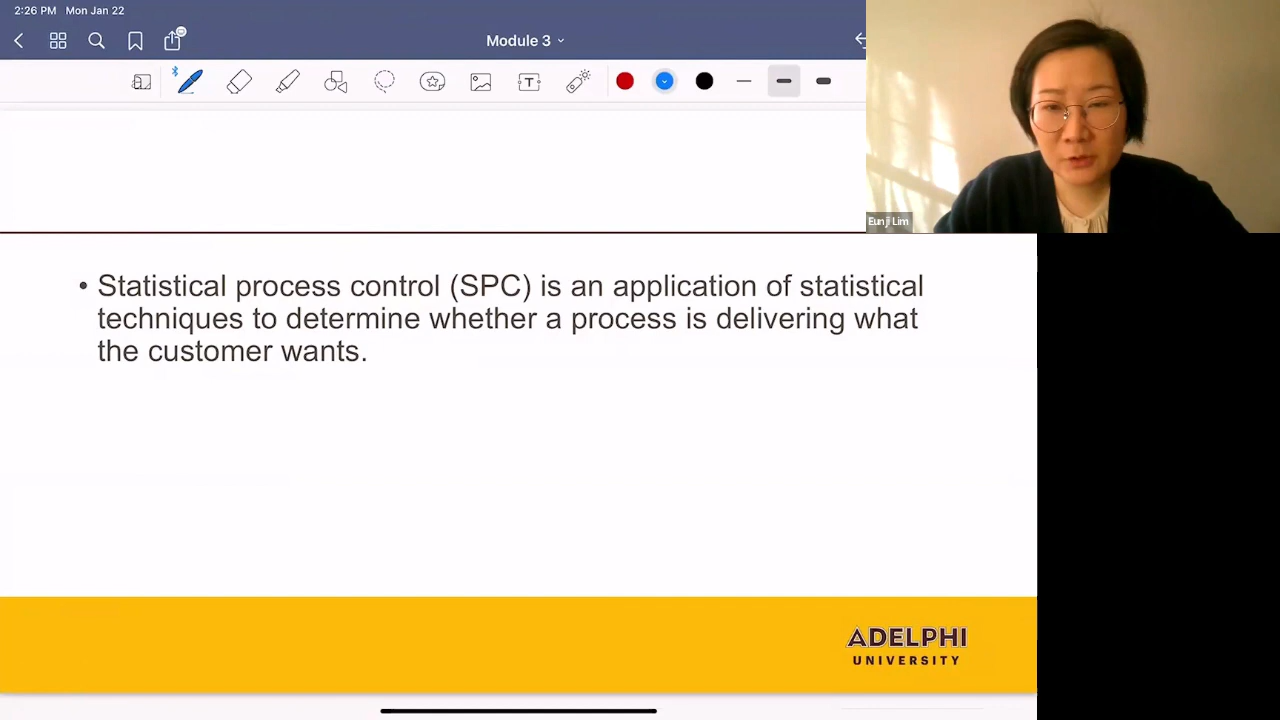 2:26 PM Mon Jan 22
Module 3
T
Eunji Lim
• Statistical process control (SPC) is an application of statistical
techniques to determine whether a process is delivering what
the customer wants.
ADELPHI
UNIVERSITY